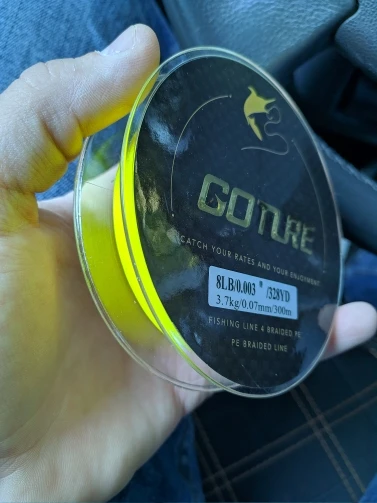 GOTURE
CATCH YOUR RATES AND YOUR ENJOYMENT
8LB/0.003 " /328YD
3.7kg/0.07mm/300m
FISHING LINE 4 BRAIDED PE
PE BRAIDED LINE